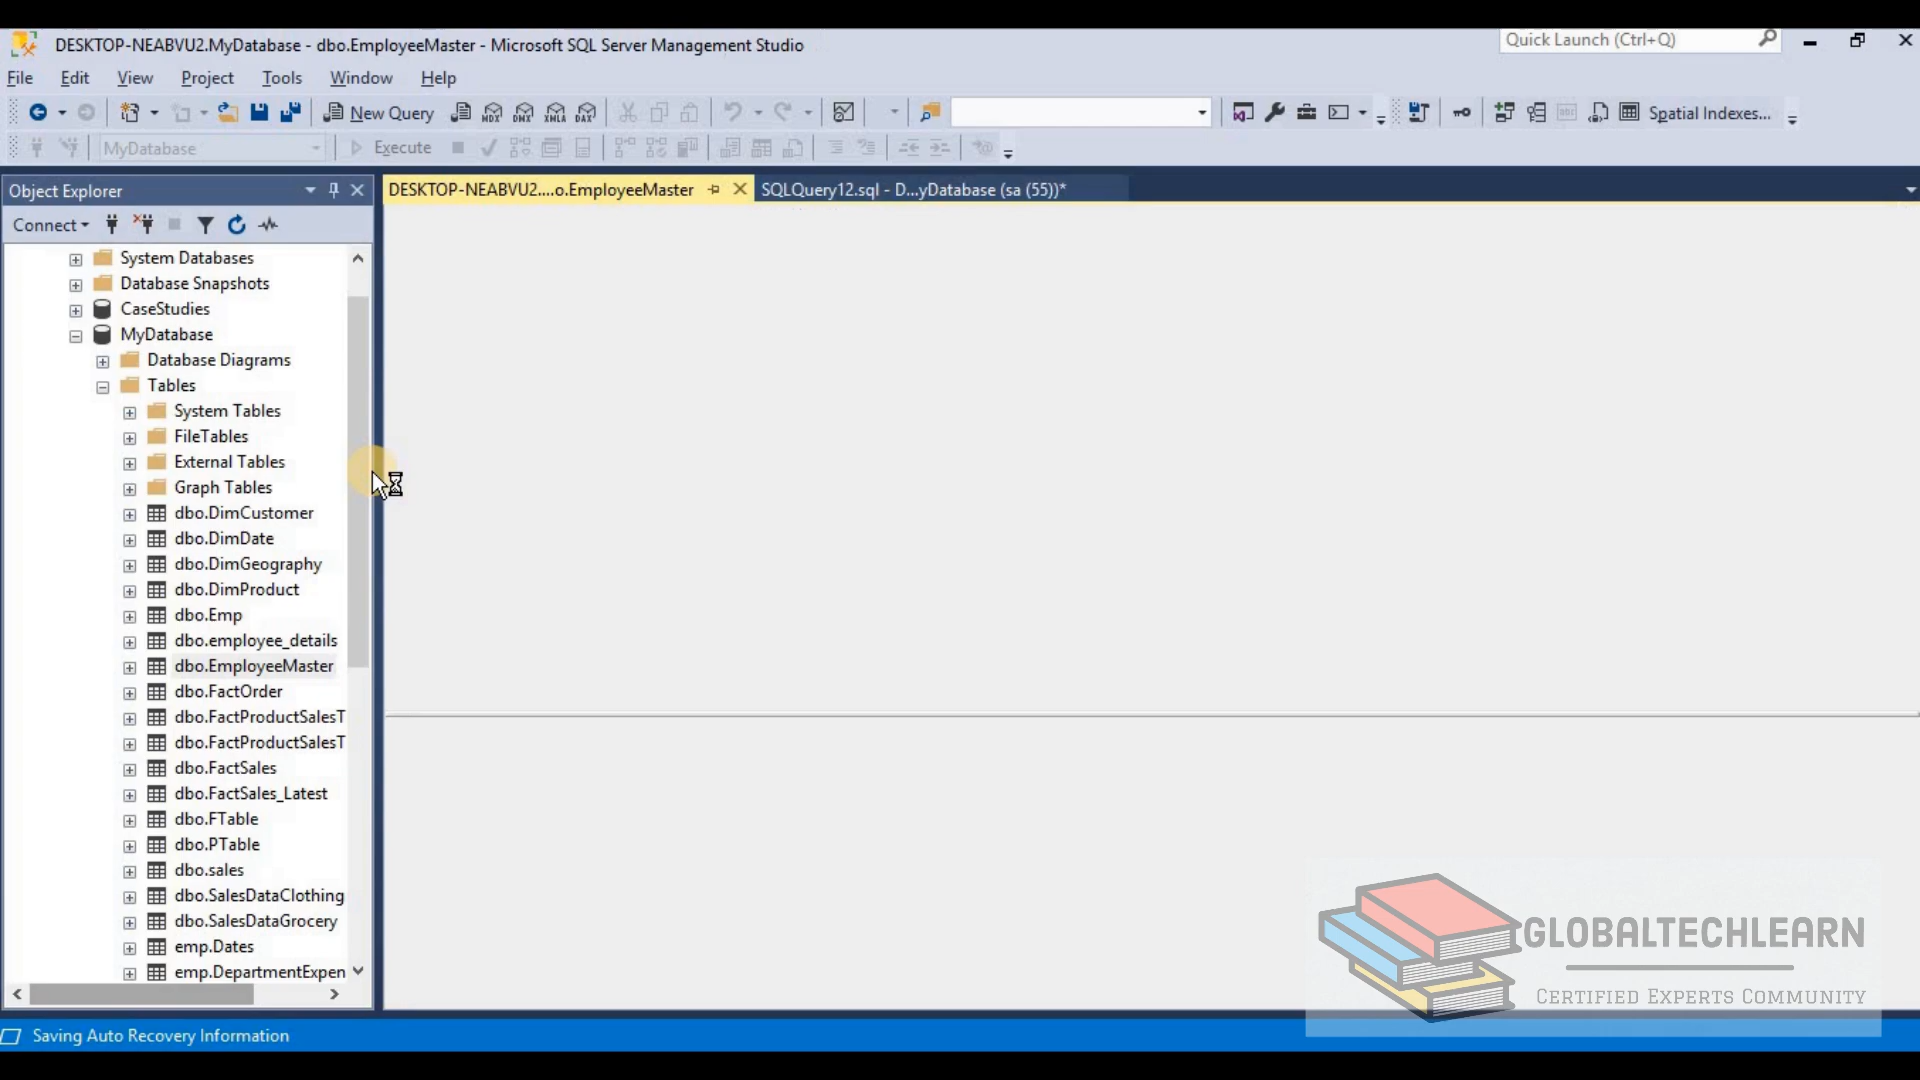 DESKTOP-NEABVU2.MyDatabase - dbo.EmployeeMaster - Microsoft SQL Server Management Studio
Quick Launch (Ctrl+Q)
File Edit View Project Tools Window Help
New Query MDX DMX XMLA DAX Spatial Indexes...
MyDatabase Execute
Object Explorer
DESKTOP-NEABVU2....o.EmployeeMaster SQLQuery12.sql - D...yDatabase (sa (55))*
Connect
System Databases
Database Snapshots
CaseStudies
MyDatabase
Database Diagrams
Tables
System Tables
FileTables
External Tables
Graph Tables
dbo.DimCustomer
dbo.DimDate
dbo.DimGeography
dbo.DimProduct
dbo.Emp
dbo.employee_details
dbo.EmployeeMaster
dbo.FactOrder
dbo.FactProductSalesT
dbo.FactProductSalesT
dbo.FactSales
dbo.FactSales_Latest
dbo.FTable
dbo.PTable
dbo.sales
dbo.SalesDataClothing
dbo.SalesDataGrocery
emp.Dates
emp.DepartmentExpen
GLOBALTECHLEARN
CERTIFIED EXPERTS COMMUNITY
Saving Auto Recovery Information